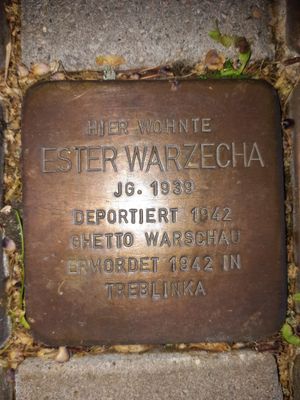 HIER WOHNTE
ESTER WARZECHA
JG. 1939
DEPORTIERT 1942
GHETTO WARSCHAU
ERMORDET 1942 IN
TREBLINKA